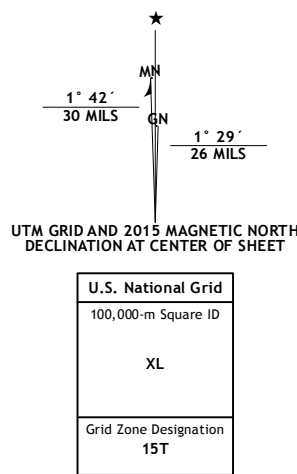 MN
1° 42´
30 MILS
GN
1° 29´
26 MILS
UTM GRID AND 2015 MAGNETIC NORTH
DECLINATION AT CENTER OF SHEET
U.S. National Grid
100,000-m Square ID
XL
Grid Zone Designation
15T